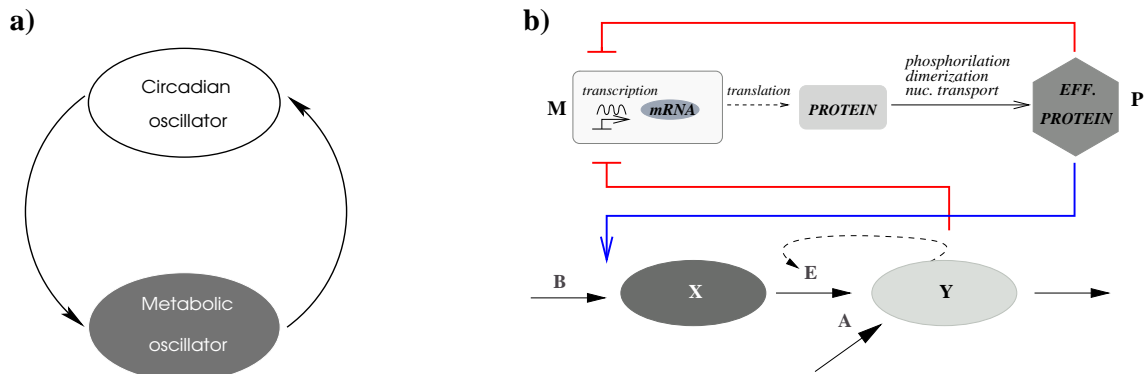 a)
Circadian
oscillator
Metabolic
oscillator
b)
M
transcription
mRNA
translation
PROTEIN
phosphorilation
dimerization
nuc. transport
EFF.
PROTEIN
P
B
X
E
A
Y